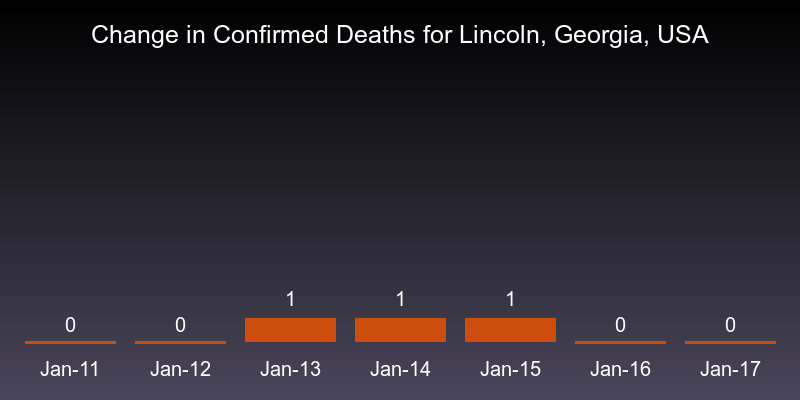 Change in Confirmed Deaths for Lincoln, Georgia, USA
0 0 1 1 1 0 0
Jan-11 Jan-12 Jan-13 Jan-14 Jan-15 Jan-16 Jan-17